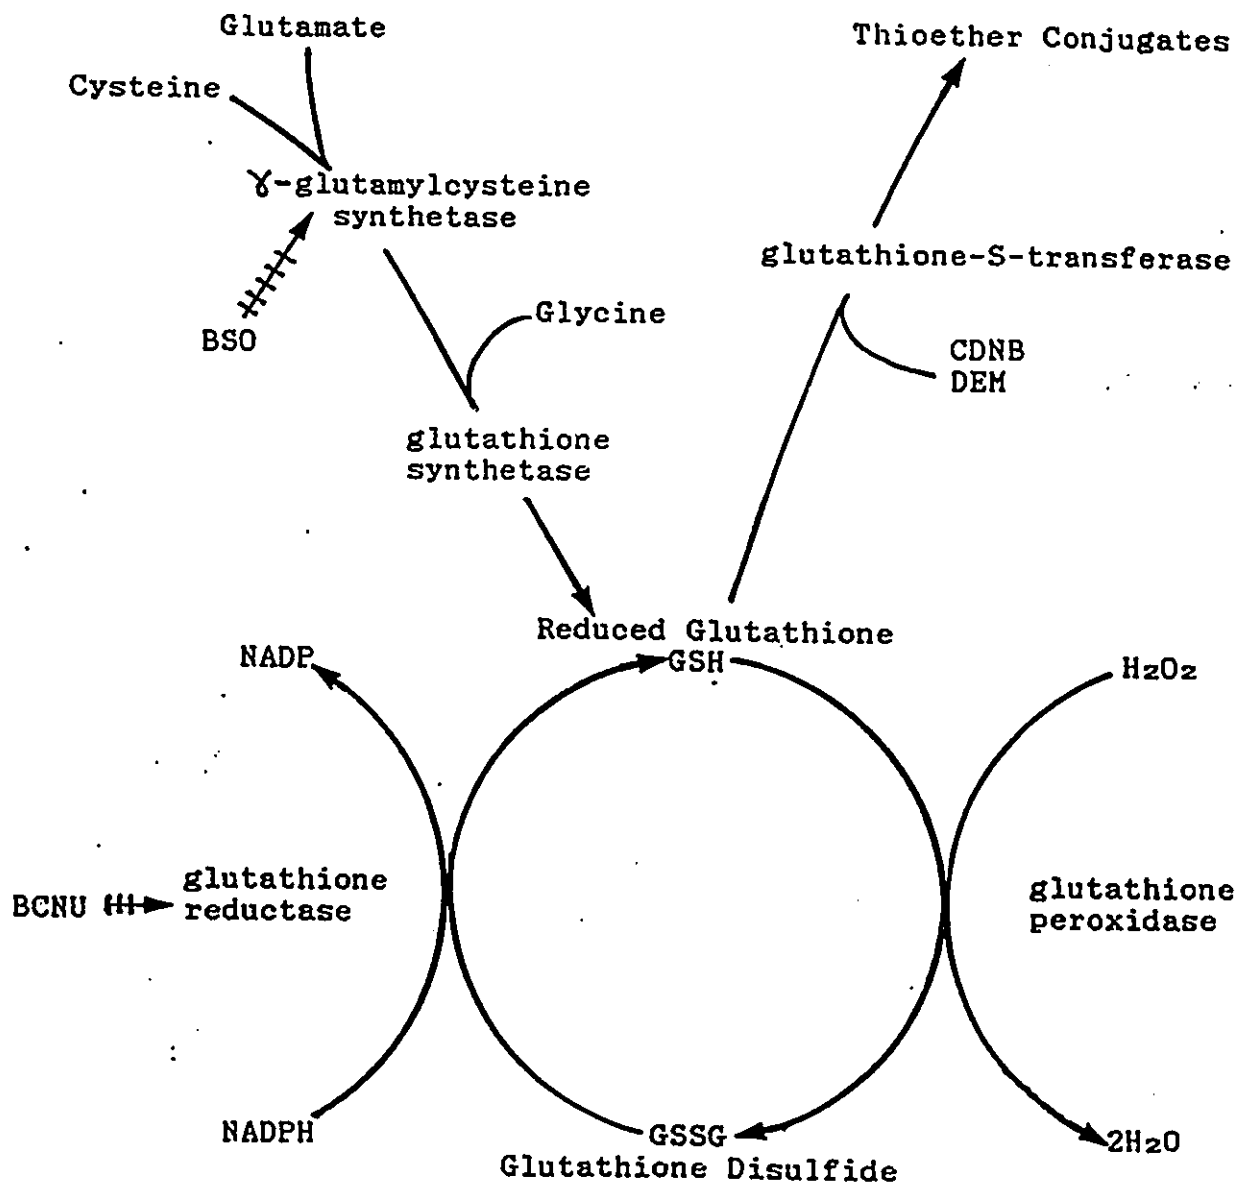 Glutamate
Thioether Conjugates
Cysteine
γ-glutamylcysteine
synthetase
glutathione-S-transferase
Glycine
BSO
CDNB
DEM
glutathione
synthetase
Reduced Glutathione
NADP
GSH
H₂O₂
glutathione
reductase
BCNU
glutathione
peroxidase
NADPH
GSSG
2H₂O
Glutathione Disulfide